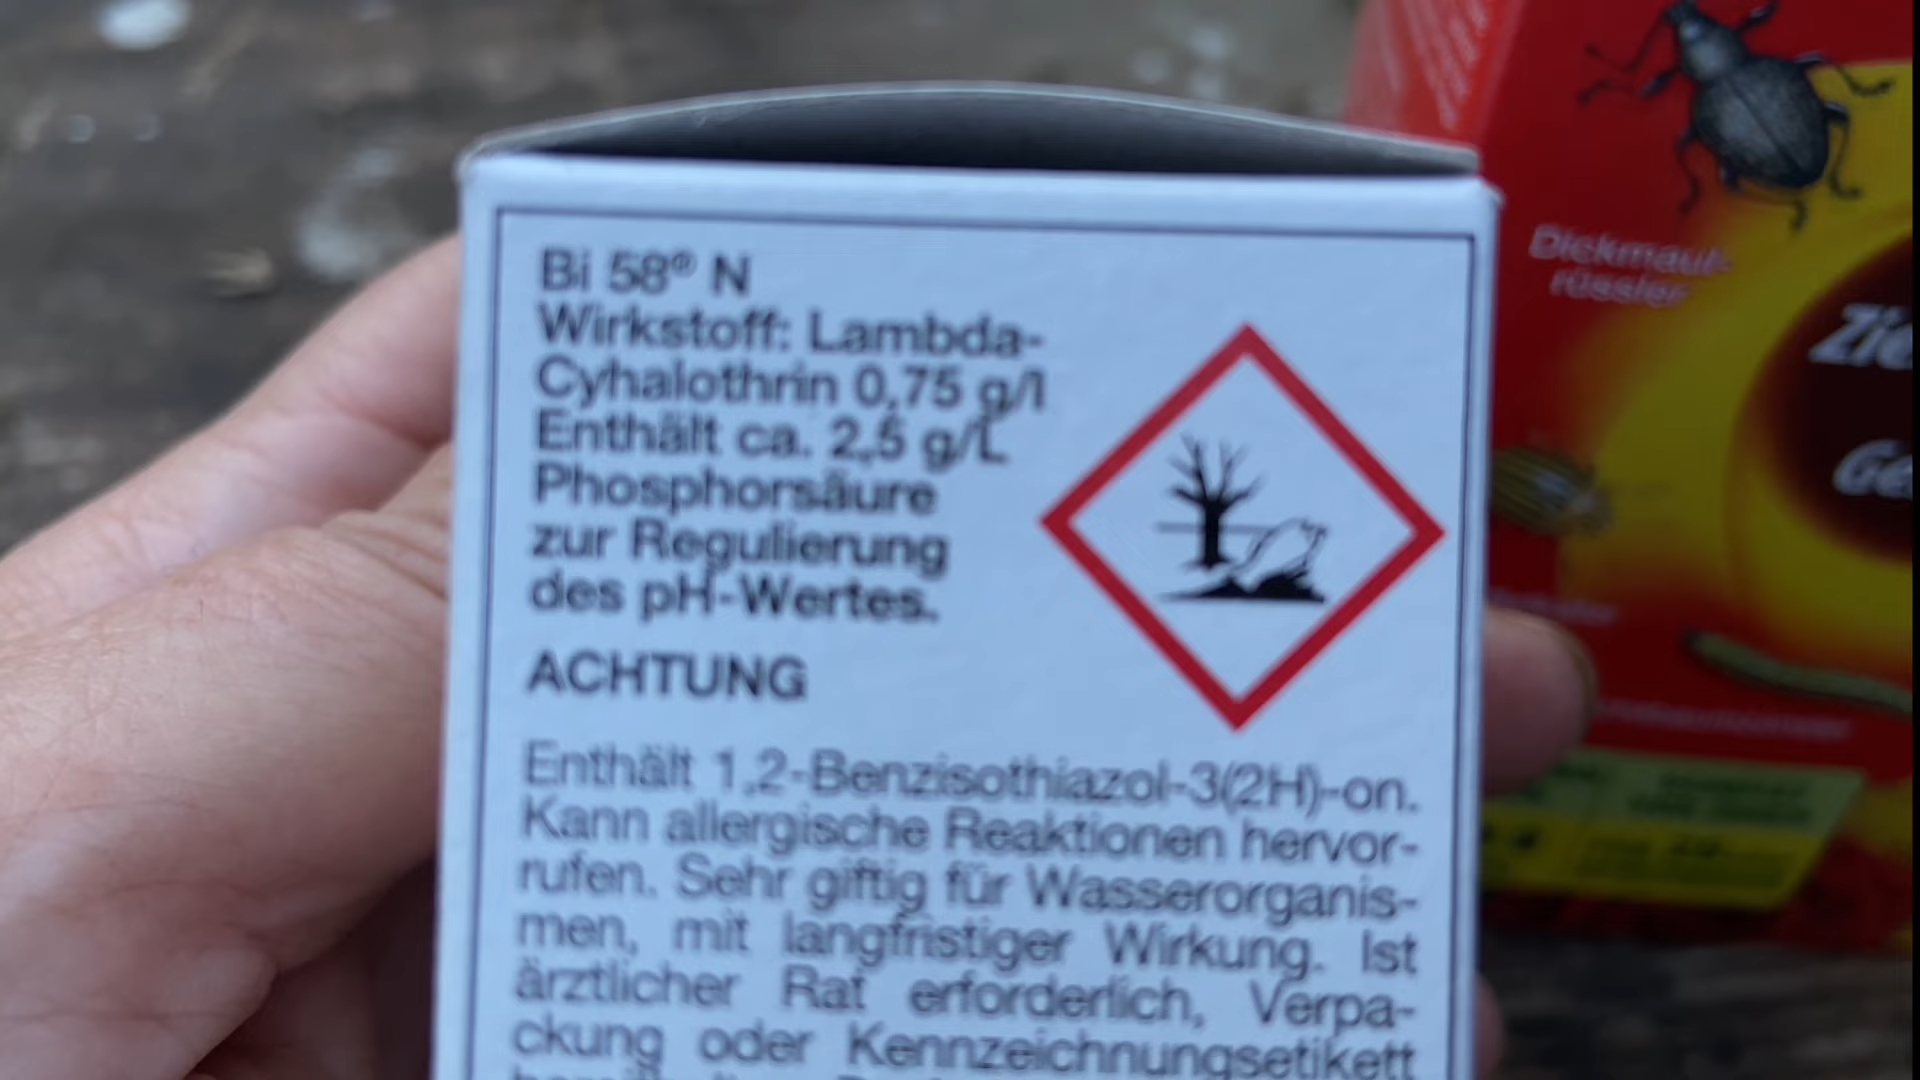 Bi 58® N
Wirkstoff: Lambda-
Cyhalothrin 0,75 g/l
Enthält ca. 2,5 g/L
Phosphorsäure
zur Regulierung
des pH-Wertes.
ACHTUNG
Enthält 1,2-Benzisothiazol-3(2H)-on.
Kann allergische Reaktionen hervor-
rufen. Sehr giftig für Wasserorganis-
men, mit langfristiger Wirkung. Ist
ärztlicher Rat erforderlich, Verpa-
ckung oder Kennzeichnungsetikett
Dickmaul-
rüssler
Zie
Ge